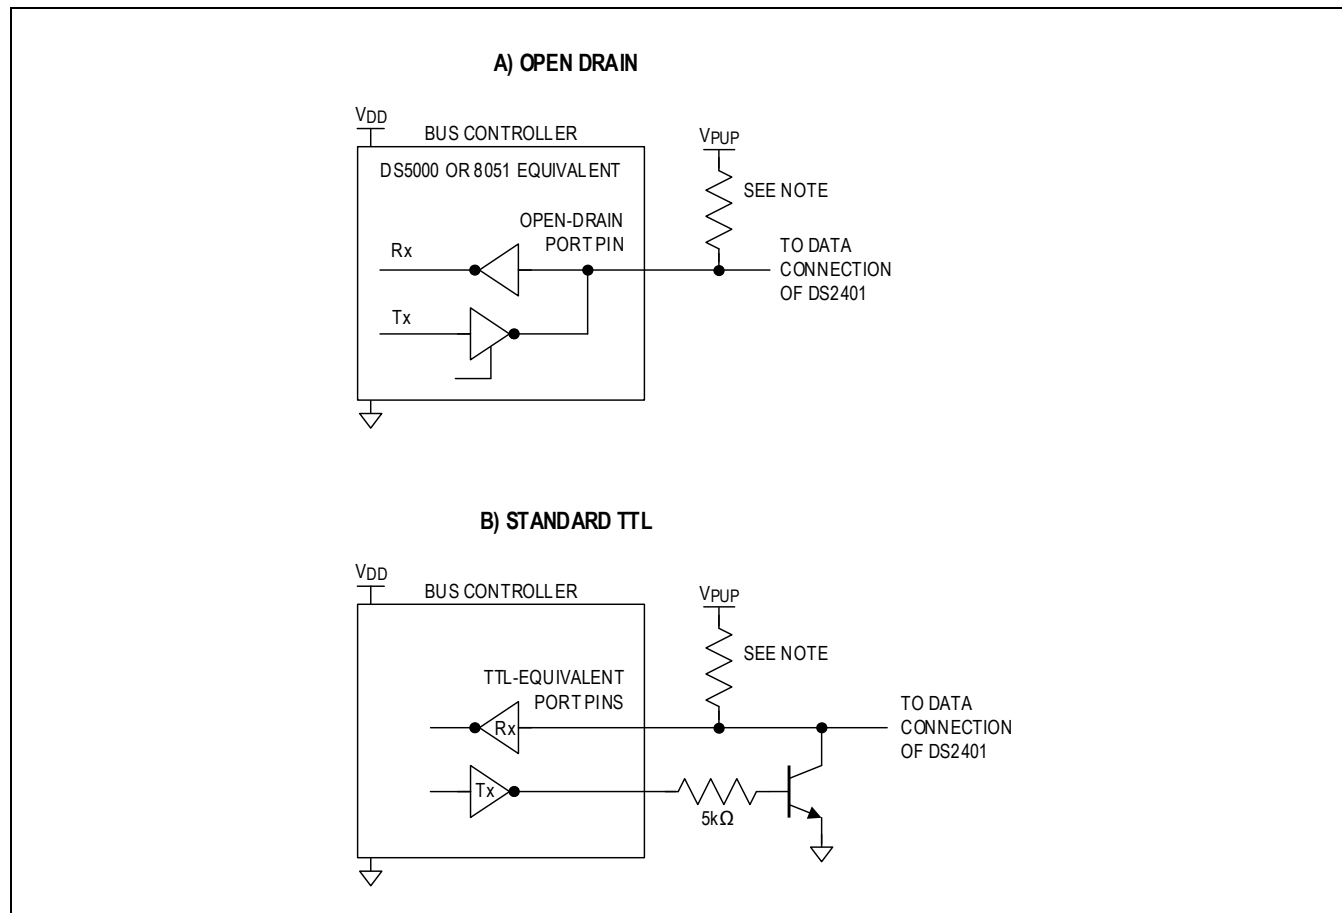 A) OPEN DRAIN
VDD
BUS CONTROLLER
VPUP
DS5000 OR 8051 EQUIVALENT
SEE NOTE
OPEN-DRAIN
PORT PIN
Rx
TO DATA
CONNECTION
OF DS2401
Tx
B) STANDARD TTL
VDD
BUS CONTROLLER
VPUP
SEE NOTE
TTL-EQUIVALENT
PORT PINS
Rx
TO DATA
CONNECTION
OF DS2401
Tx
5kΩ